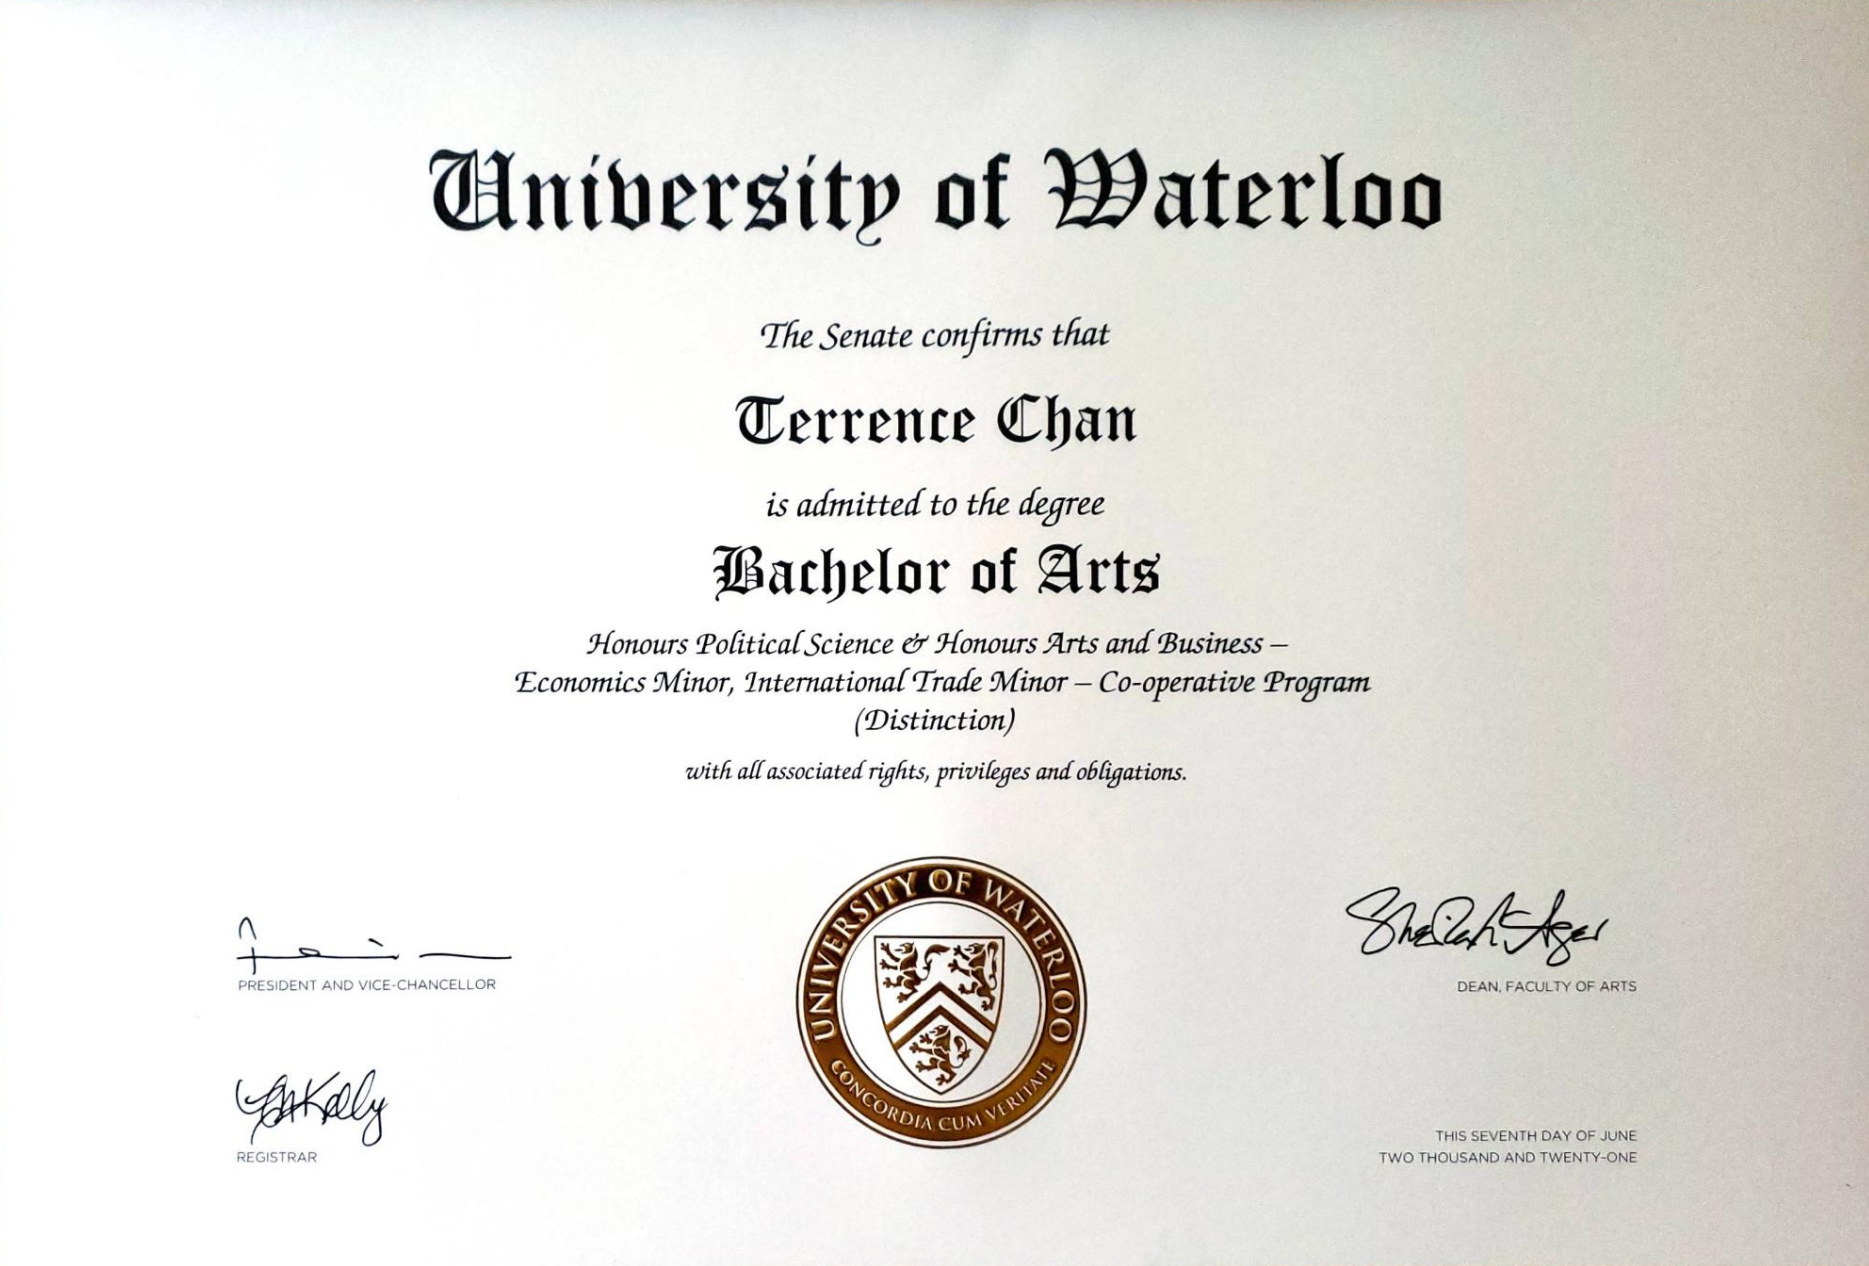 University of Waterloo
The Senate confirms that
Terrence Chan
is admitted to the degree
Bachelor of Arts
Honours Political Science & Honours Arts and Business –
Economics Minor, International Trade Minor – Co-operative Program
(Distinction)
with all associated rights, privileges and obligations.
PRESIDENT AND VICE-CHANCELLOR
Sheila Ager
DEAN, FACULTY OF ARTS
UNIVERSITY OF WATERLOO
CONCORDIA CUM VERITATE
REGISTRAR
THIS SEVENTH DAY OF JUNE
TWO THOUSAND AND TWENTY-ONE